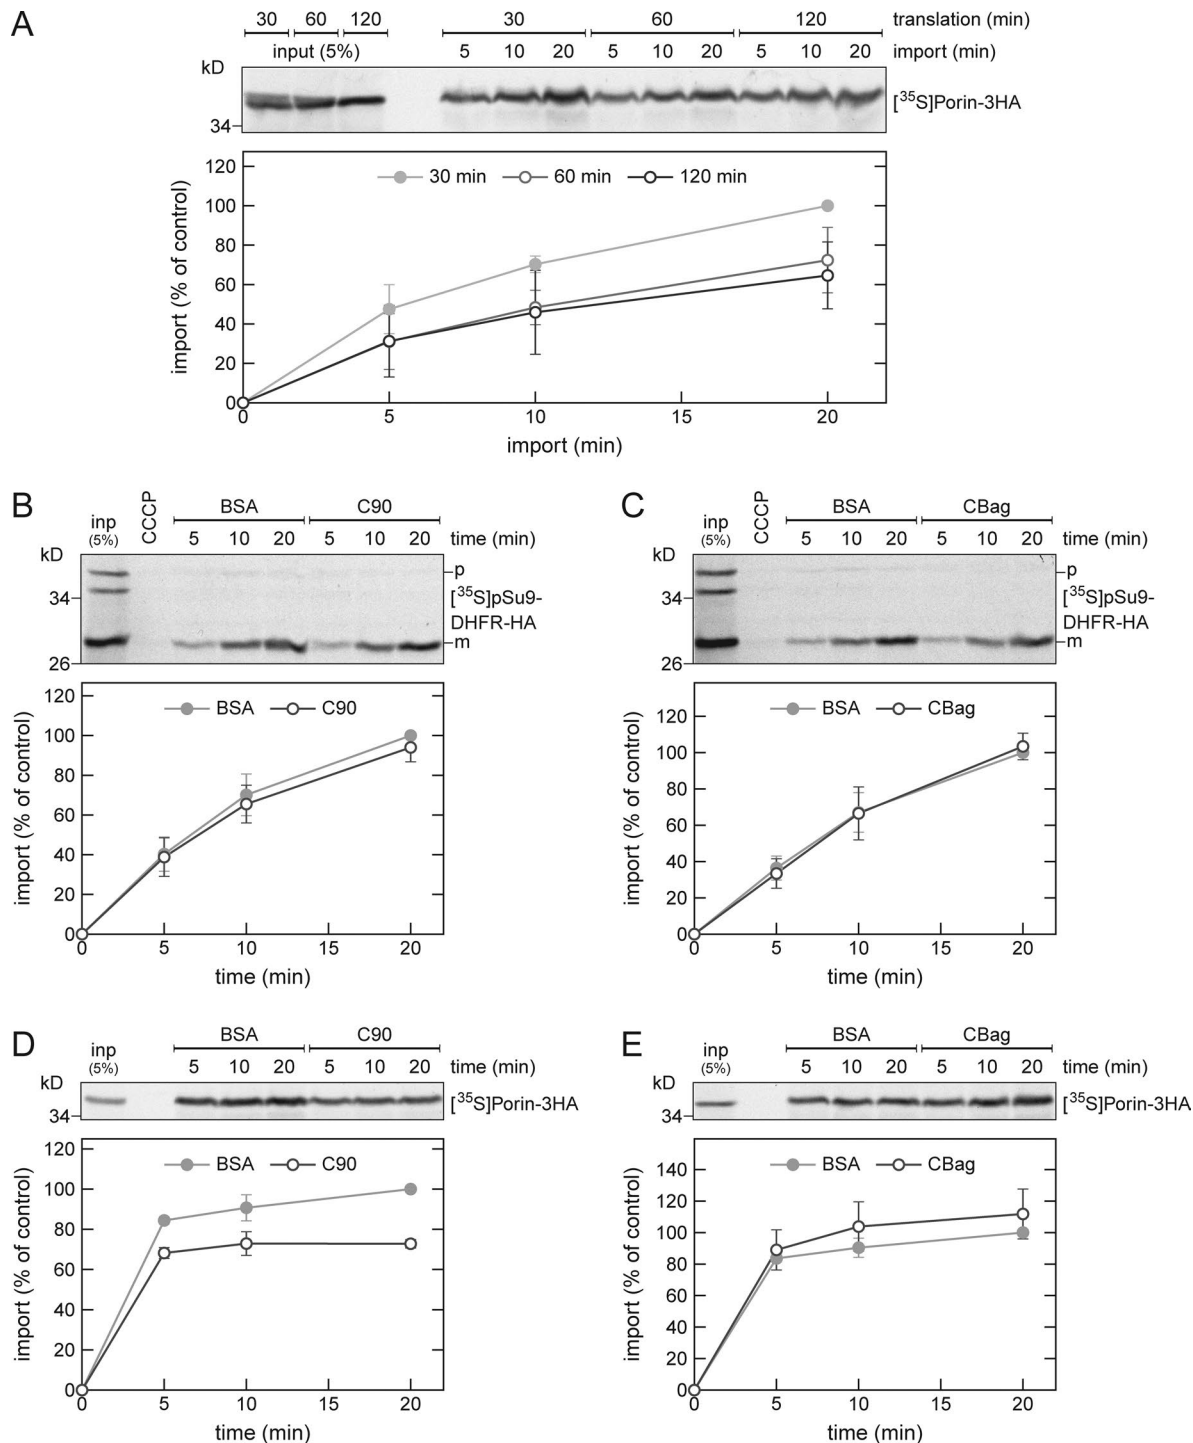 A
30 60 120 30 60 120 translation (min)
input (5%) 5 10 20 5 10 20 5 10 20 import (min)
kD
[³⁵S]Porin-3HA
34
120
100
80
60
40
20
0
import (% of control)
30 min 60 min 120 min
0 5 10 15 20
import (min)
B
inp (5%) CCCP BSA C90
5 10 20 5 10 20 time (min)
kD
p
34
[³⁵S]pSu9-
DHFR-HA
m
26
120
100
80
60
40
20
0
import (% of control)
BSA C90
0 5 10 15 20
time (min)
C
inp (5%) CCCP BSA CBag
5 10 20 5 10 20 time (min)
kD
p
34
[³⁵S]pSu9-
DHFR-HA
m
26
120
100
80
60
40
20
0
import (% of control)
BSA CBag
0 5 10 15 20
time (min)
D
inp (5%) BSA C90
5 10 20 5 10 20 time (min)
kD
[³⁵S]Porin-3HA
34
120
100
80
60
40
20
0
import (% of control)
BSA C90
0 5 10 15 20
time (min)
E
inp (5%) BSA CBag
5 10 20 5 10 20 time (min)
kD
[³⁵S]Porin-3HA
34
140
120
100
80
60
40
20
0
import (% of control)
BSA CBag
0 5 10 15 20
time (min)